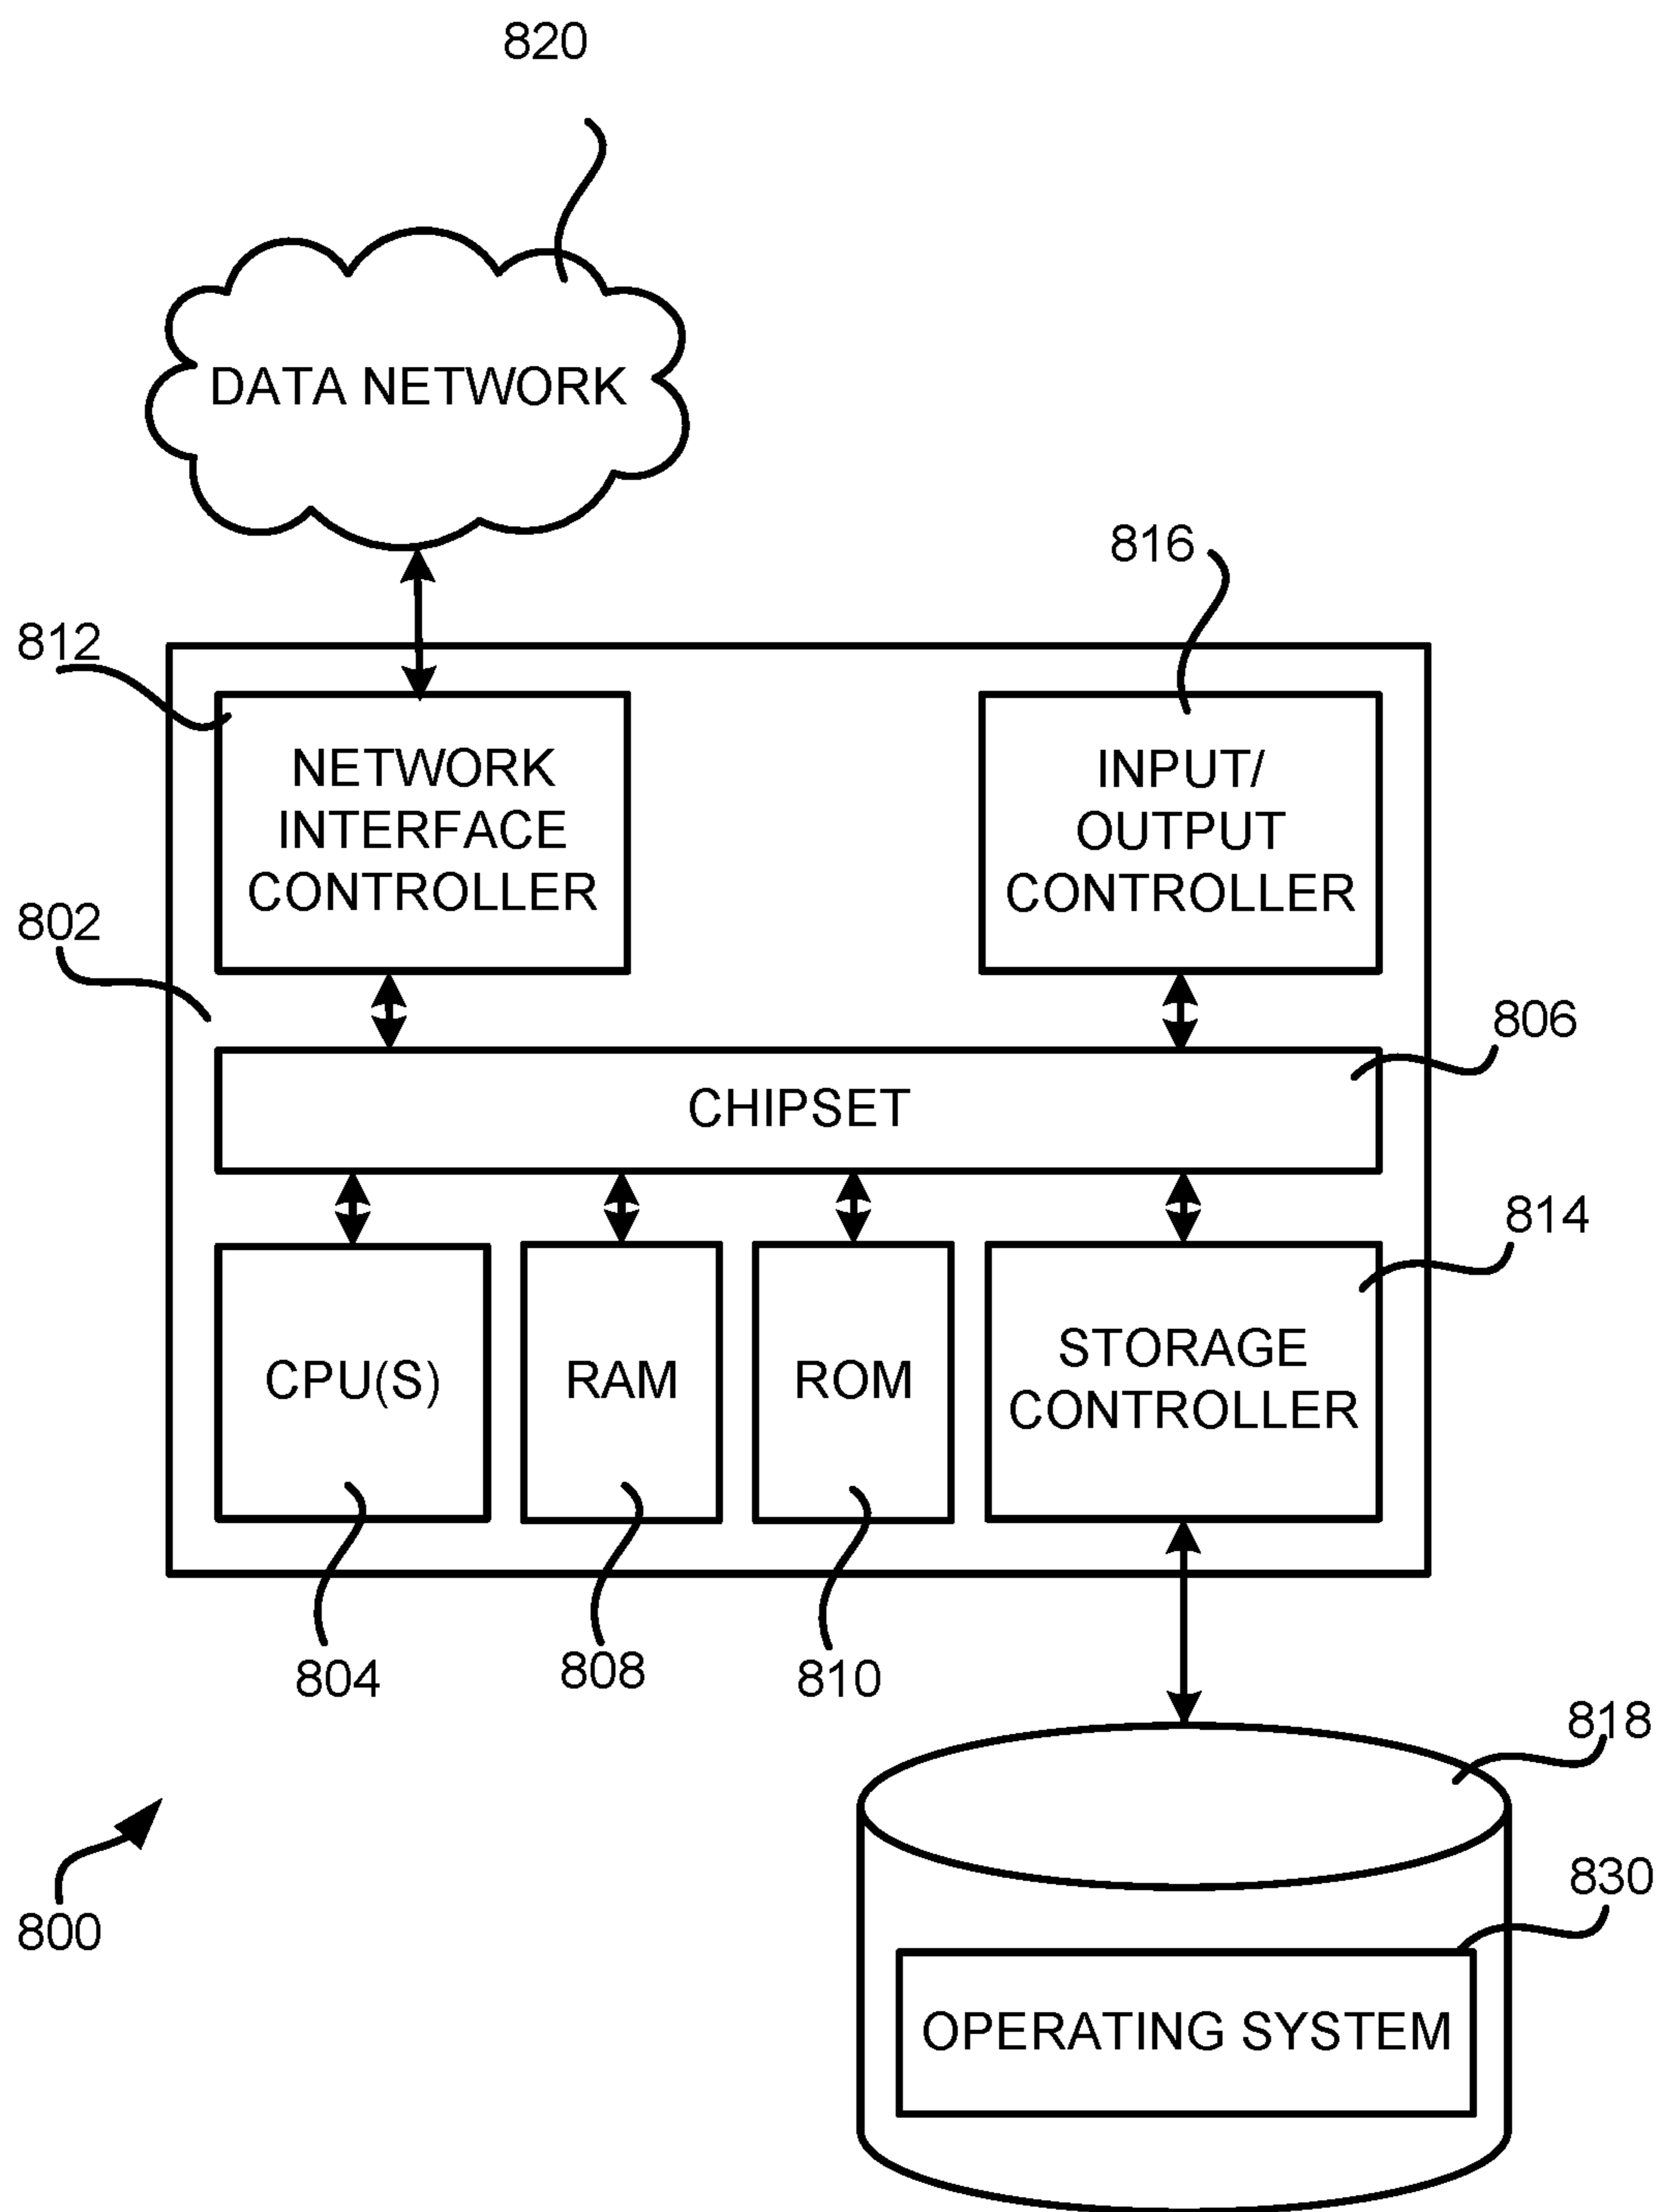 820
DATA NETWORK
816
812
NETWORK
INTERFACE
CONTROLLER
INPUT/
OUTPUT
CONTROLLER
802
806
CHIPSET
814
CPU(S)
RAM
ROM
STORAGE
CONTROLLER
804
808
810
818
830
800
OPERATING SYSTEM